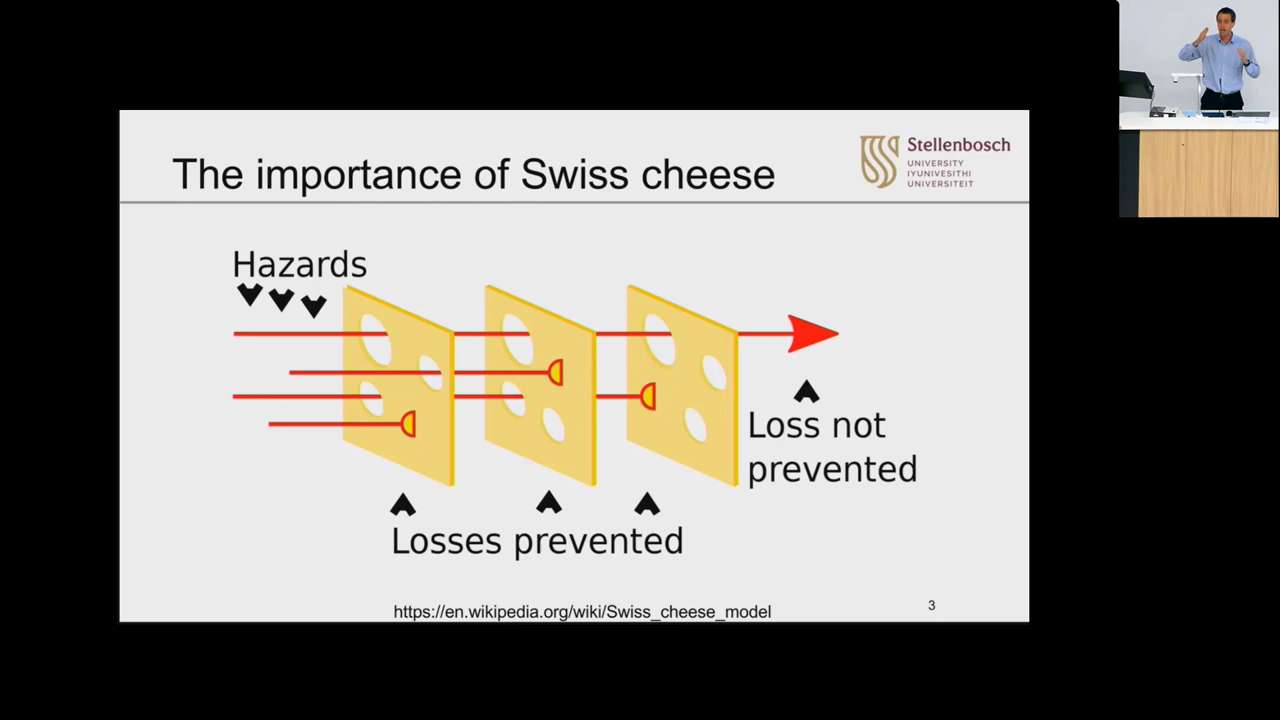 The importance of Swiss cheese
Stellenbosch
UNIVERSITY
IYUNIVESITHI
UNIVERSITEIT
Hazards
Loss not
prevented
Losses prevented
https://en.wikipedia.org/wiki/Swiss_cheese_model
3